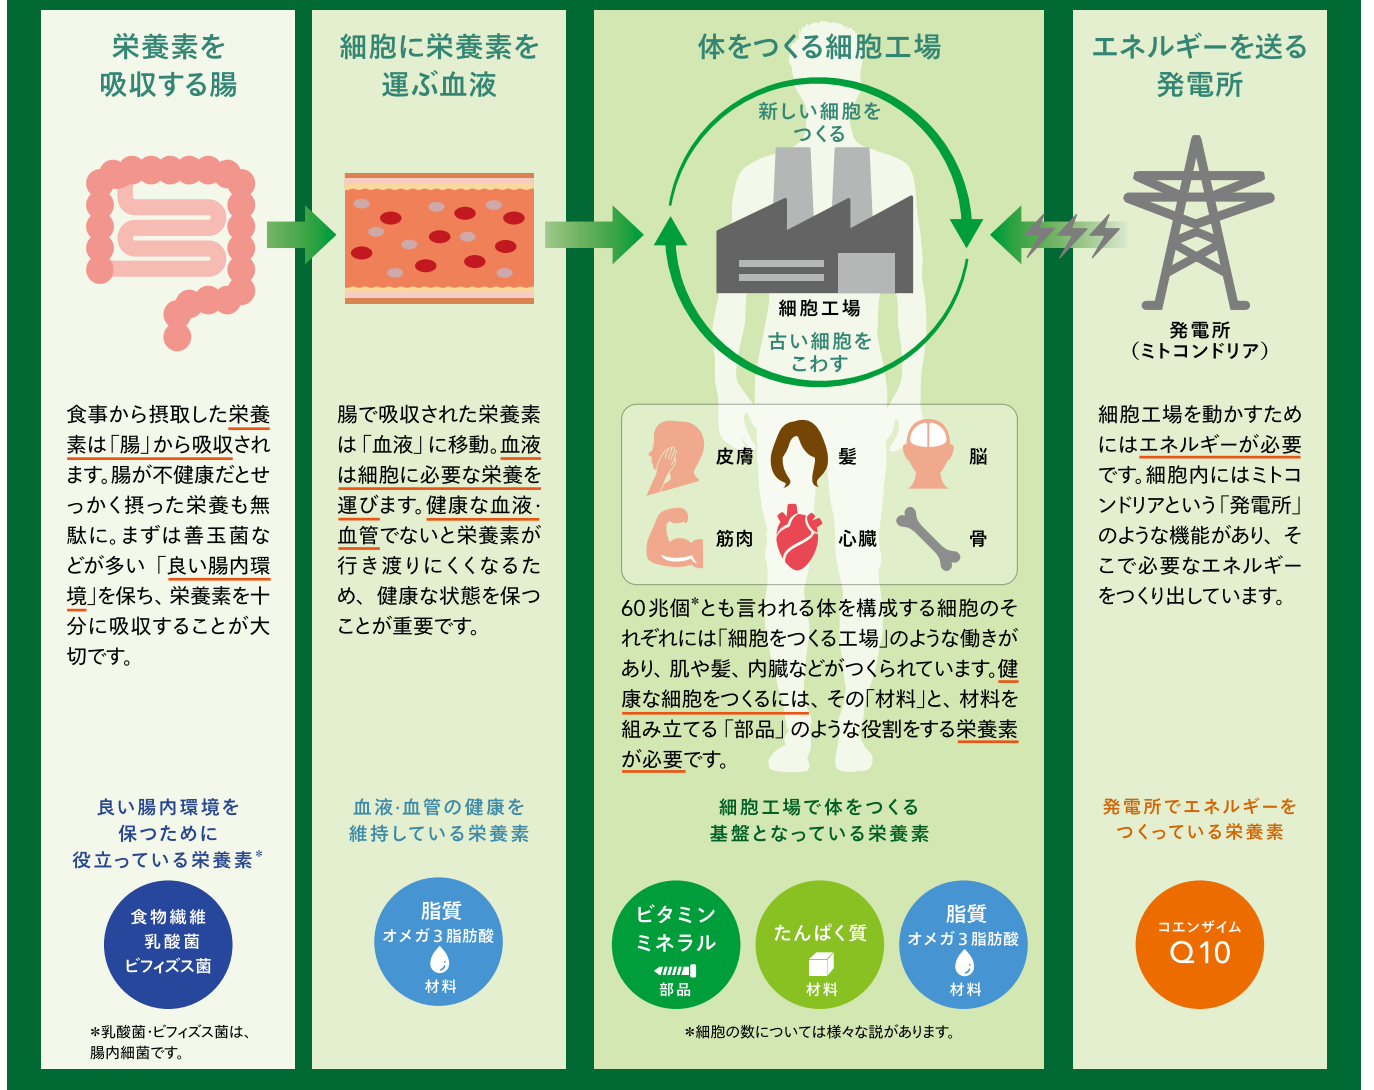 栄養素を
吸収する腸
食事から摂取した栄養
素は「腸」から吸収され
ます。腸が不健康だとせ
っかく摂った栄養も無
駄に。まずは善玉菌な
どが多い「良い腸内環
境」を保ち、栄養素を十
分に吸収することが大
切です。
良い腸内環境を
保つために
役立っている栄養素*
食物繊維
乳酸菌
ビフィズス菌
*乳酸菌・ビフィズス菌は、
腸内細菌です。
細胞に栄養素を
運ぶ血液
腸で吸収された栄養素
は「血液」に移動。血液
は細胞に必要な栄養を
運びます。健康な血液・
血管でないと栄養素が
行き渡りにくくなるた
め、健康な状態を保つ
ことが重要です。
血液・血管の健康を
維持している栄養素
脂質
オメガ3脂肪酸
材料
体をつくる細胞工場
新しい細胞を
つくる
細胞工場
古い細胞を
こわす
皮膚
髪
脳
筋肉
心臓
骨
60兆個*とも言われる体を構成する細胞のそ
れぞれには「細胞をつくる工場」のような働きが
あり、肌や髪、内臓などがつくられています。健
康な細胞をつくるには、その「材料」と、材料を
組み立てる「部品」のような役割をする栄養素
が必要です。
細胞工場で体をつくる
基盤となっている栄養素
ビタミン
ミネラル
部品
たんぱく質
材料
脂質
オメガ3脂肪酸
材料
*細胞の数については様々な説があります。
エネルギーを送る
発電所
発電所
(ミトコンドリア)
細胞工場を動かすため
にはエネルギーが必要
です。細胞内にはミトコ
ンドリアという「発電所」
のような機能があり、そ
こで必要なエネルギー
をつくり出しています。
発電所でエネルギーを
つくっている栄養素
コエンザイム
Q10